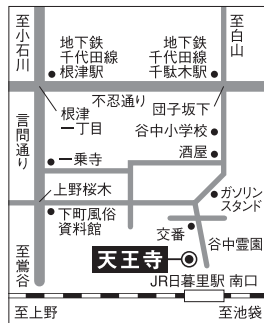 至小石川
地下鉄
千代田線
根津駅
地下鉄
千代田線
千駄木駅
至白山
不忍通り
根津
一丁目
団子坂下
言問通り
谷中小学校
酒屋
一乗寺
上野桜木
ガソリン
スタンド
下町風俗
資料館
交番
谷中霊園
至鶯谷
天王寺
JR日暮里駅 南口
至上野
至池袋